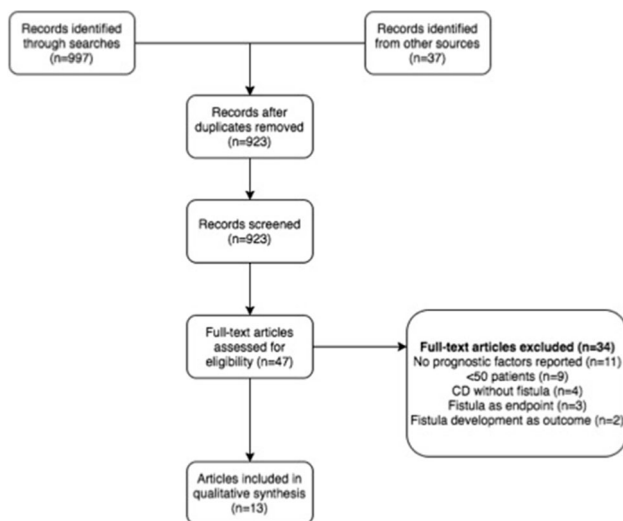 Records identified
through searches
(n=997)
Records identified
from other sources
(n=37)
Records after
duplicates removed
(n=923)
Records screened
(n=923)
Full-text articles
assessed for
eligibility (n=47)
Full-text articles excluded (n=34)
No prognostic factors reported (n=11)
<50 patients (n=9)
CD without fistula (n=4)
Fistula as endpoint (n=3)
Fistula development as outcome (n=2)
Articles included in
qualitative synthesis
(n=13)